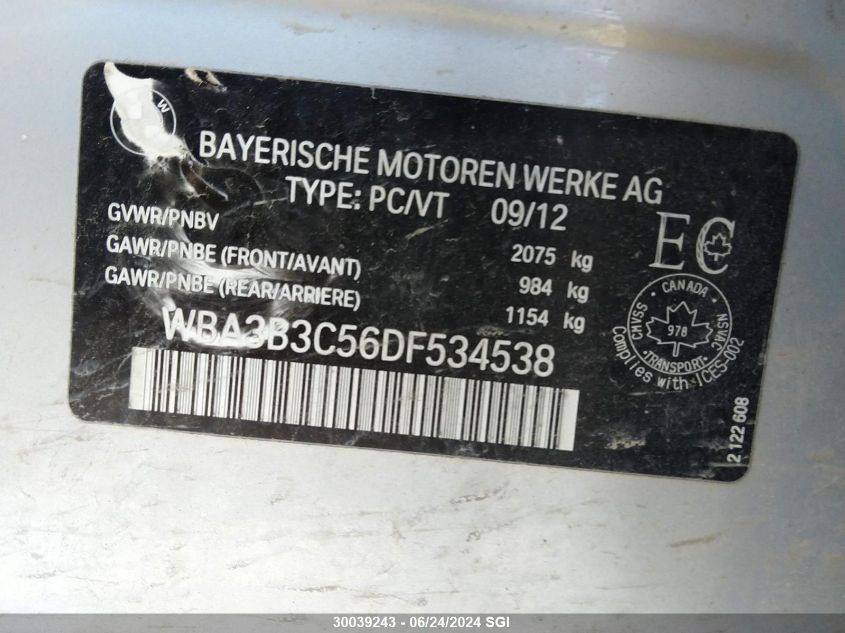 W
BAYERISCHE MOTOREN WERKE AG
TYPE: PC/VT 09/12
GVWR/PNBV 2075 kg
GAWR/PNBE (FRONT/AVANT) 984 kg
GAWR/PNBE (REAR/ARRIERE) 1154 kg
WBA3B3C56DF534538
EC
CANADA
CMVSS NSVAC
978
TRANSPORT
Complies with ICES-002
2 122 608
30039243 - 06/24/2024 SGI